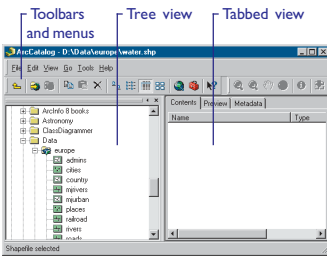 Toolbars and menus
Tree view
Tabbed view
ArcCatalog - D:\Data\europe\water.shp
File Edit View Go Tools Help
Contents Preview Metadata
Name Type
ArcInfo 8 books
Astronomy
ClassDiagrammer
Data
europe
admins
cities
country
mjrivers
mjurban
places
railroad
rivers
roads
Shapefile selected